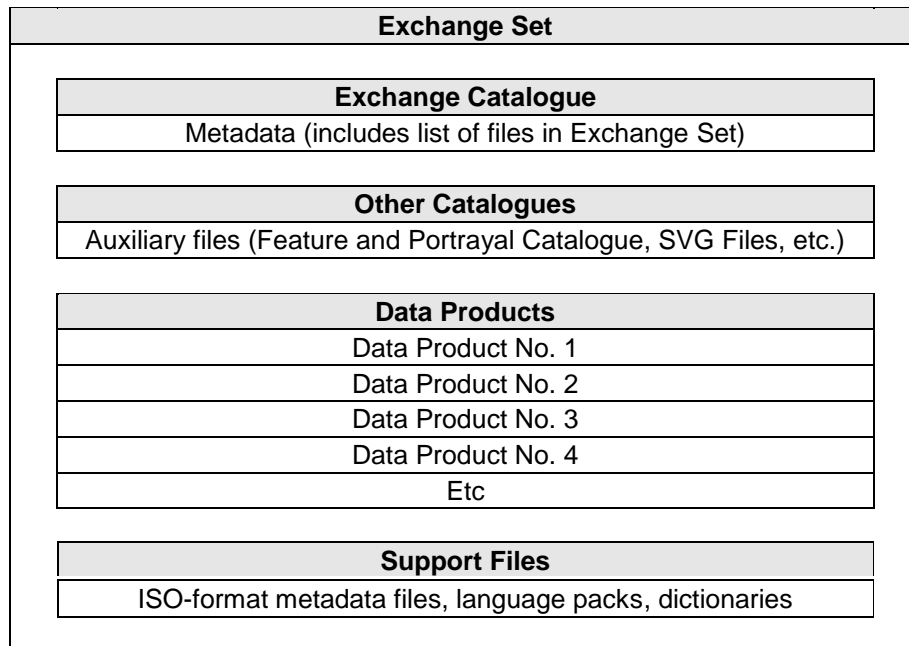 Exchange Set
Exchange Catalogue
Metadata (includes list of files in Exchange Set)
Other Catalogues
Auxiliary files (Feature and Portrayal Catalogue, SVG Files, etc.)
Data Products
Data Product No. 1
Data Product No. 2
Data Product No. 3
Data Product No. 4
Etc
Support Files
ISO-format metadata files, language packs, dictionaries